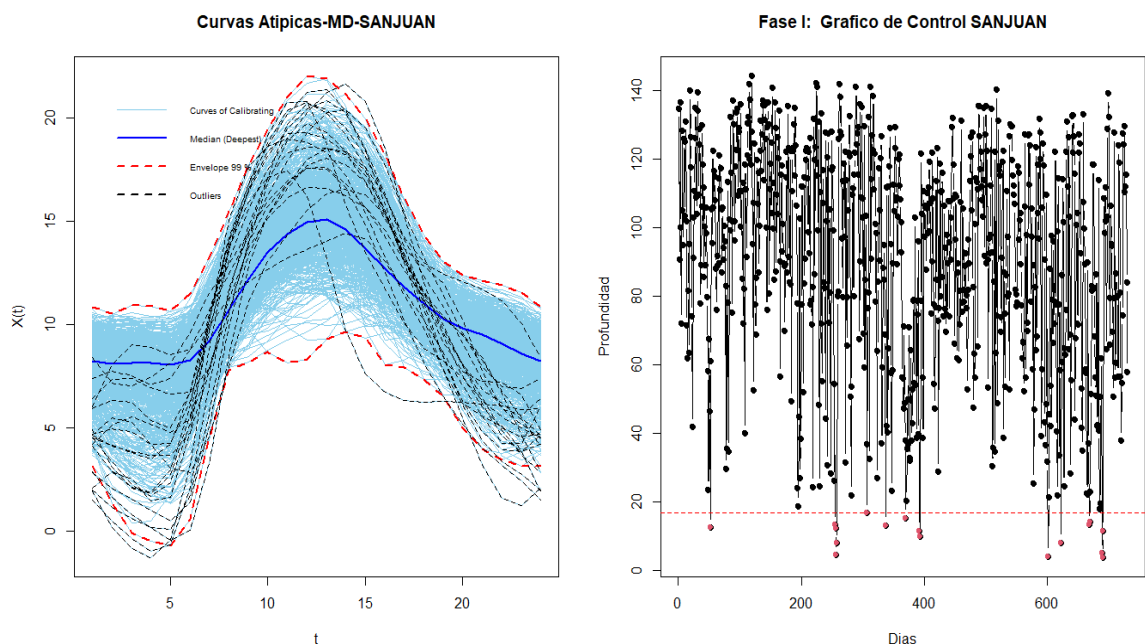 Curvas Atipicas-MD-SANJUAN
Curves of Calibrating
Median (Deepest)
Envelope 99 %
Outliers
X(t)
0
5
10
15
20
5
10
15
20
t
Fase I: Grafico de Control SANJUAN
Profundidad
0
20
40
60
80
100
120
140
0
200
400
600
Dias